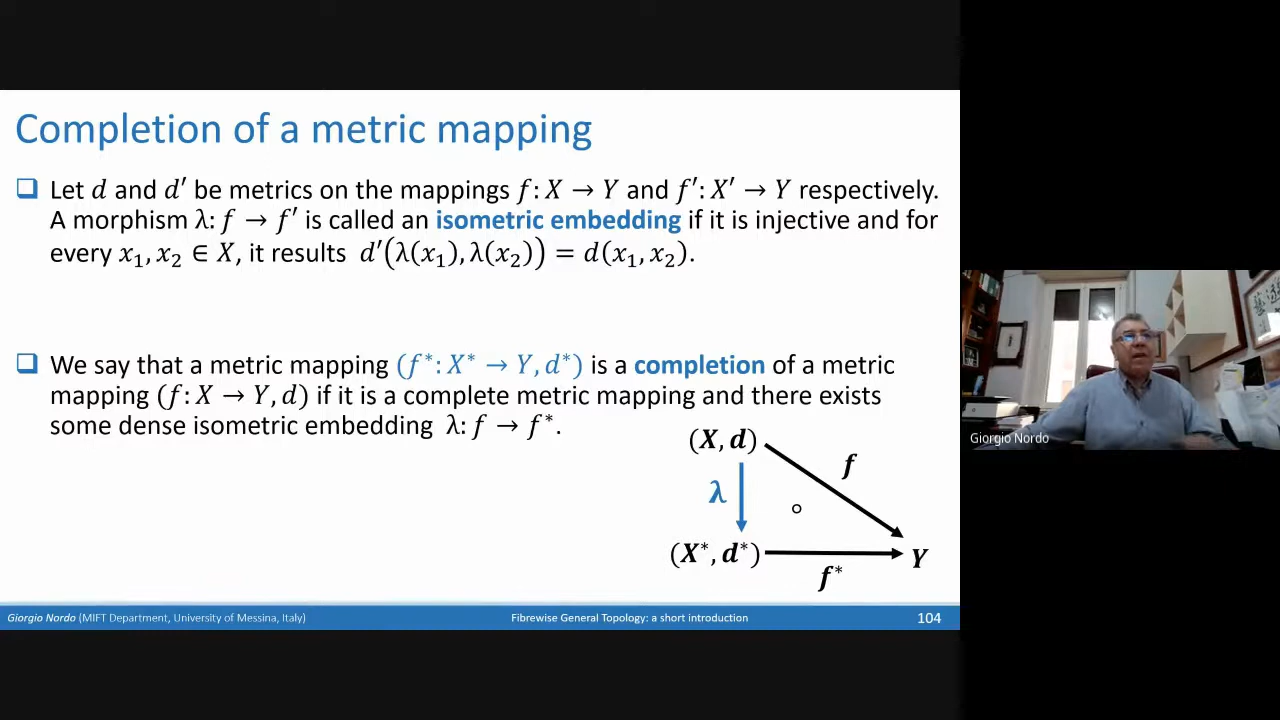 Completion of a metric mapping
❑ Let 𝑑 and 𝑑′ be metrics on the mappings 𝑓: 𝑋 → 𝑌 and 𝑓′: 𝑋′ → 𝑌 respectively.
A morphism λ: 𝑓 → 𝑓′ is called an isometric embedding if it is injective and for
every 𝑥₁, 𝑥₂ ∈ 𝑋, it results 𝑑′(λ(𝑥₁), λ(𝑥₂)) = 𝑑(𝑥₁, 𝑥₂).
❑ We say that a metric mapping (𝑓*: 𝑋* → 𝑌, 𝑑*) is a completion of a metric
mapping (𝑓: 𝑋 → 𝑌, 𝑑) if it is a complete metric mapping and there exists
some dense isometric embedding λ: 𝑓 → 𝑓*.
(𝑿, 𝒅)
𝒇
λ
(𝑿*, 𝒅*)
𝒀
𝒇*
Giorgio Nordo (MIFT Department, University of Messina, Italy)
Fibrewise General Topology: a short introduction
104
Giorgio Nordo